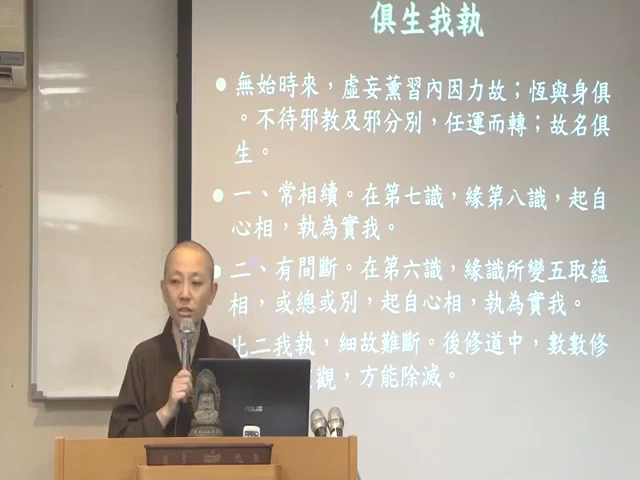 俱生我執
無始時來，虛妄薰習內因力故；恆與身俱
。不待邪教及邪分別，任運而轉；故名俱
生。
一、常相續。在第七識，緣第八識，起自
心相，執為實我。
二、有間斷。在第六識，緣識所變五取蘊
相，或總或別，起自心相，執為實我。
此二我執，細故難斷。後修道中，數數修
觀，方能除滅。
ASUS